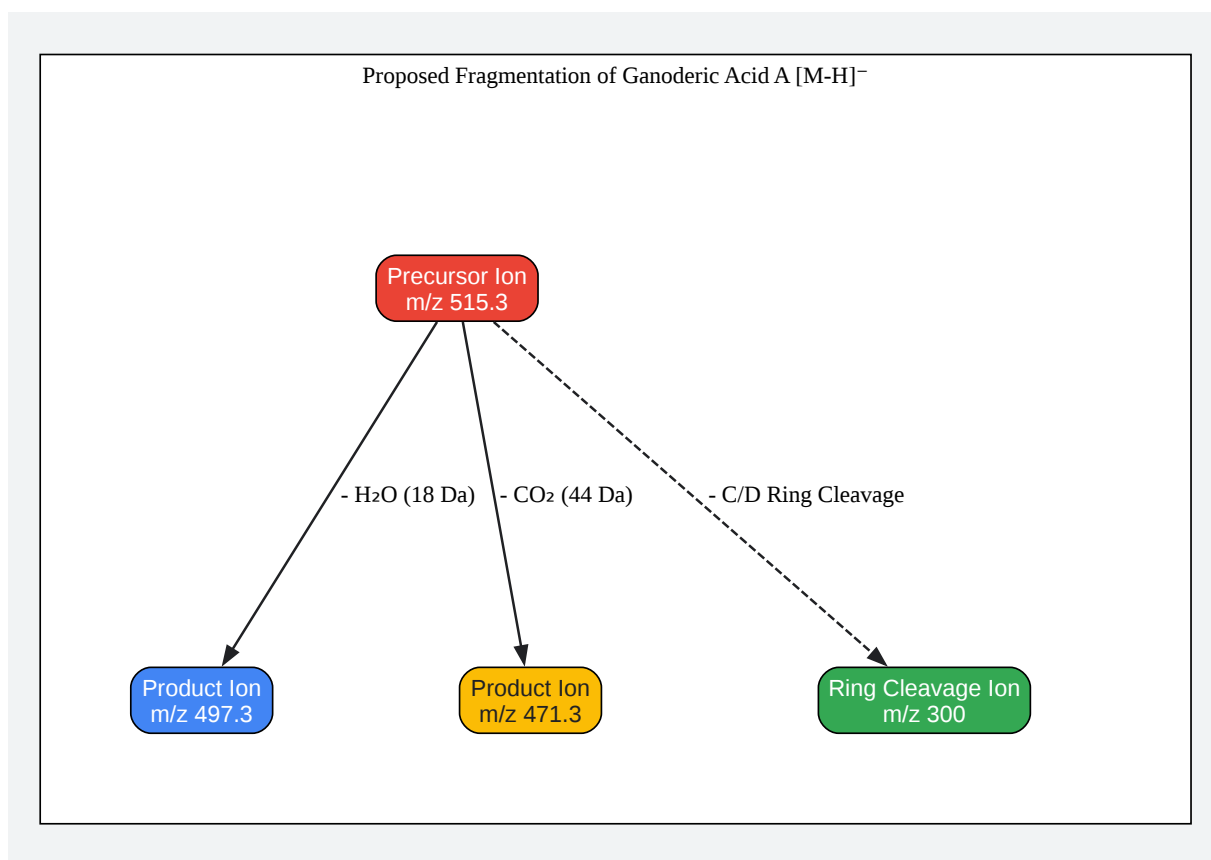 Proposed Fragmentation of Ganoderic Acid A [M-H]⁻
Precursor Ion
m/z 515.3
- H₂O (18 Da)
- CO₂ (44 Da)
- C/D Ring Cleavage
Product Ion
m/z 497.3
Product Ion
m/z 471.3
Ring Cleavage Ion
m/z 300